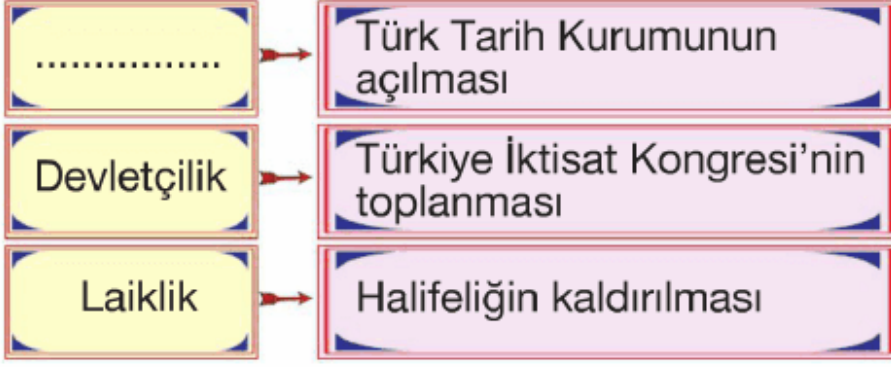 ................
Türk Tarih Kurumunun
açılması
Devletçilik
Türkiye İktisat Kongresi’nin
toplanması
Laiklik
Halifeliğin kaldırılması